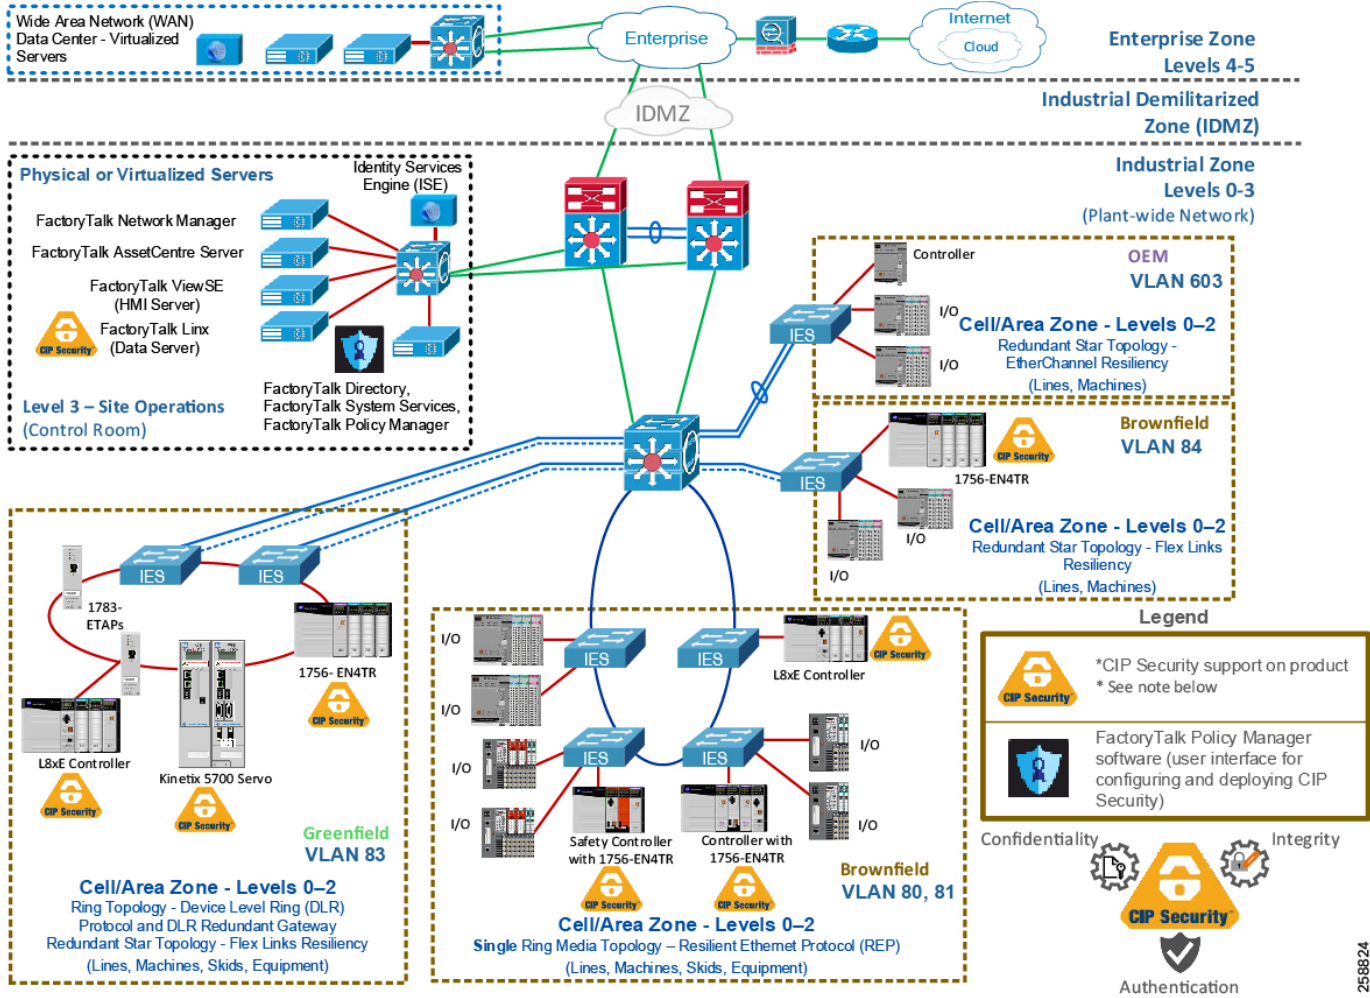 Wide Area Network (WAN)
Data Center - Virtualized
Servers
Enterprise
Internet
Cloud
Enterprise Zone
Levels 4-5
IDMZ
Industrial Demilitarized
Zone (IDMZ)
Physical or Virtualized Servers
Identity Services
Engine (ISE)
FactoryTalk Network Manager
FactoryTalk AssetCentre Server
FactoryTalk ViewSE
(HMI Server)
FactoryTalk Linx
(Data Server)
CIP Security
FactoryTalk Directory,
FactoryTalk System Services,
FactoryTalk Policy Manager
Level 3 – Site Operations
(Control Room)
Industrial Zone
Levels 0-3
(Plant-wide Network)
Controller
I/O
I/O
IES
OEM
VLAN 603
Cell/Area Zone - Levels 0–2
Redundant Star Topology -
EtherChannel Resiliency
(Lines, Machines)
IES
CIP Security
1756-EN4TR
I/O
I/O
Brownfield
VLAN 84
Cell/Area Zone - Levels 0–2
Redundant Star Topology - Flex Links
Resiliency
(Lines, Machines)
IES
IES
1783-
ETAPs
1756- EN4TR
CIP Security
L8xE Controller
CIP Security
Kinetix 5700 Servo
CIP Security
Greenfield
VLAN 83
Cell/Area Zone - Levels 0–2
Ring Topology - Device Level Ring (DLR)
Protocol and DLR Redundant Gateway
Redundant Star Topology - Flex Links Resiliency
(Lines, Machines, Skids, Equipment)
I/O
I/O
IES
IES
L8xE Controller
CIP Security
I/O
I/O
IES
IES
I/O
I/O
Safety Controller
with 1756-EN4TR
CIP Security
Controller with
1756-EN4TR
CIP Security
Brownfield
VLAN 80, 81
Cell/Area Zone - Levels 0–2
Single Ring Media Topology – Resilient Ethernet Protocol (REP)
(Lines, Machines, Skids, Equipment)
Legend
CIP Security™
*CIP Security support on product
* See note below
FactoryTalk Policy Manager
software (user interface for
configuring and deploying CIP
Security)
Confidentiality
Integrity
CIP Security™
Authentication
258824